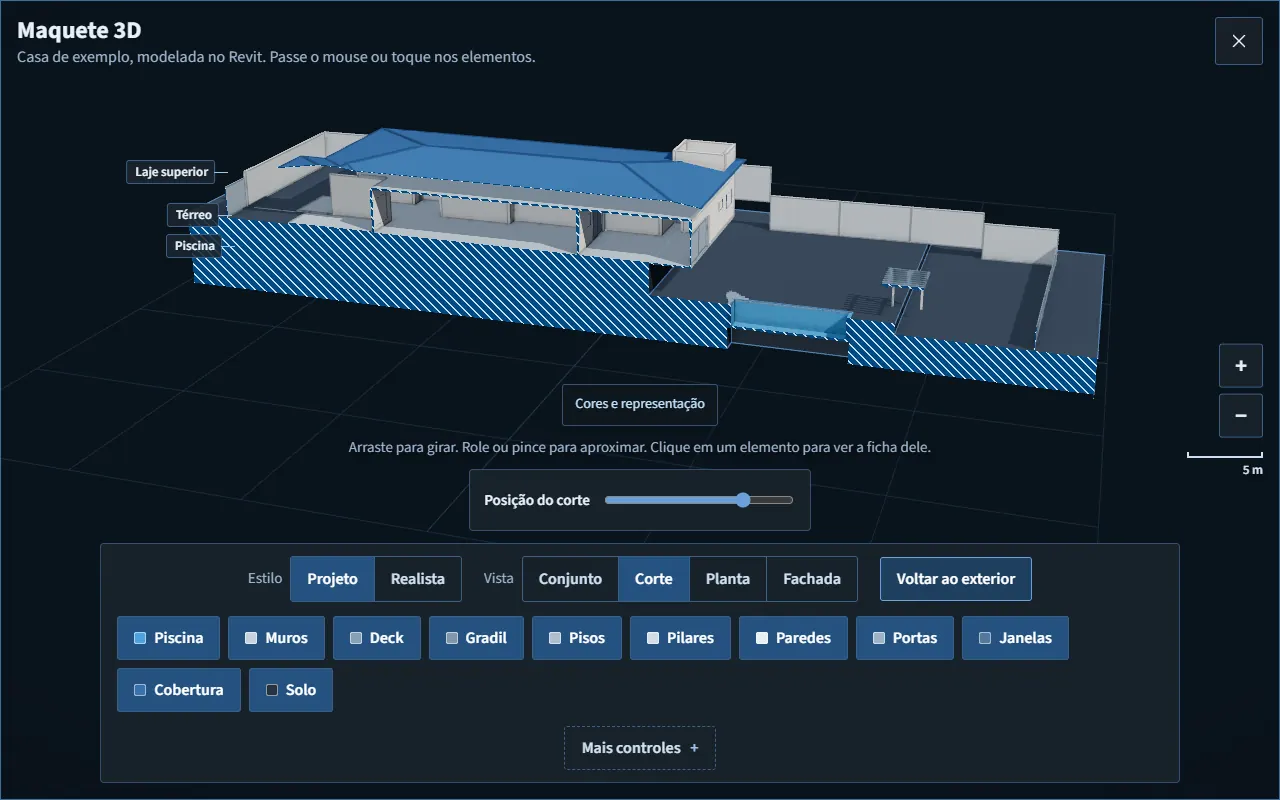 Maquete 3D
Casa de exemplo, modelada no Revit. Passe o mouse ou toque nos elementos.
Laje superior
Térreo
Piscina
Cores e representação
Arraste para girar. Role ou pince para aproximar. Clique em um elemento para ver a ficha dele.
+
−
5 m
Posição do corte
Estilo Projeto Realista Vista Conjunto Corte Planta Fachada Voltar ao exterior
Piscina Muros Deck Gradil Pisos Pilares Paredes Portas Janelas
Cobertura Solo
Mais controles +